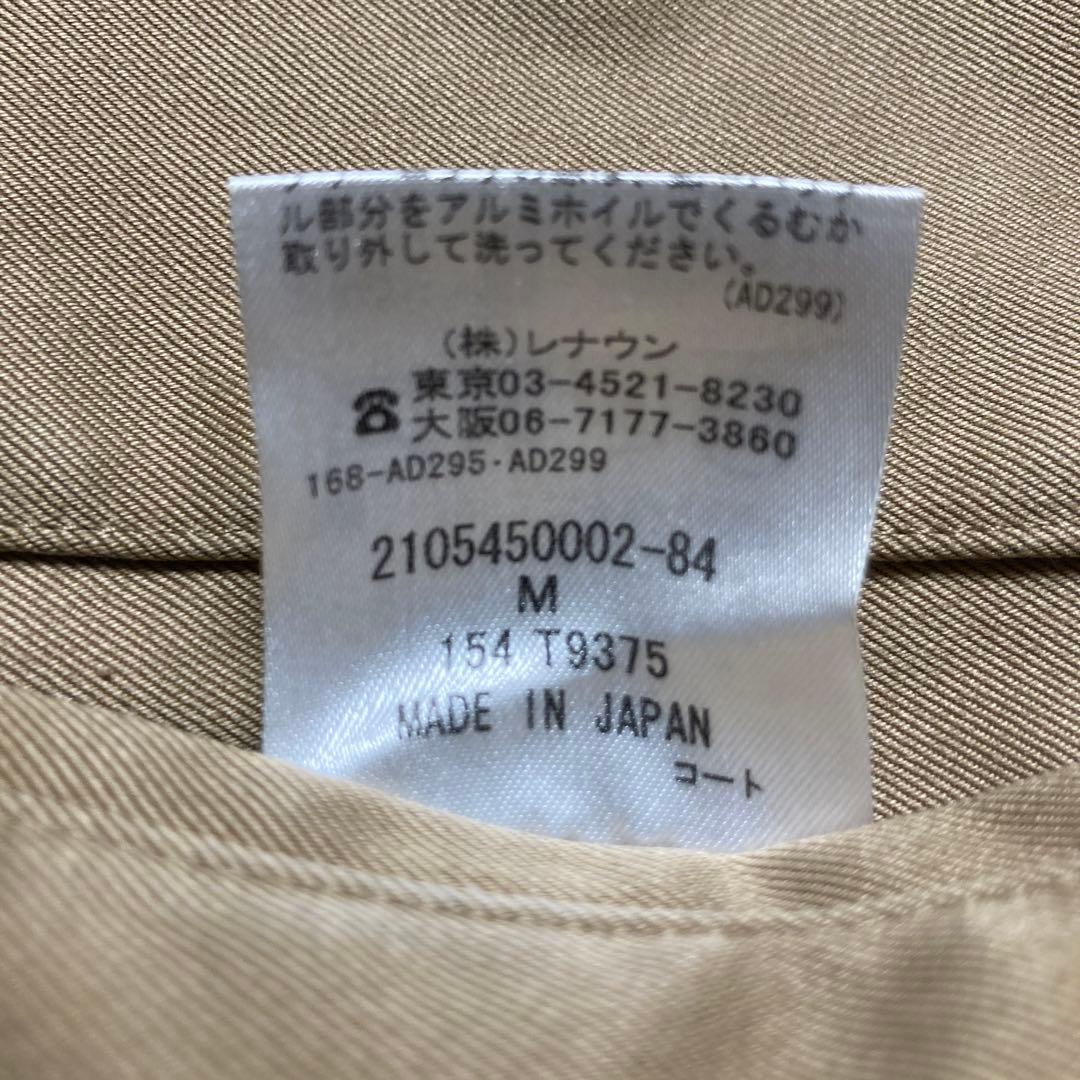 ル部分をアルミホイルでくるむか
取り外して洗ってください。
(AD299)
(株)レナウン
☎東京03-4521-8230
大阪06-7177-3860
168-AD295・AD299
2105450002-84
M
154 T9375
MADE IN JAPAN
コート